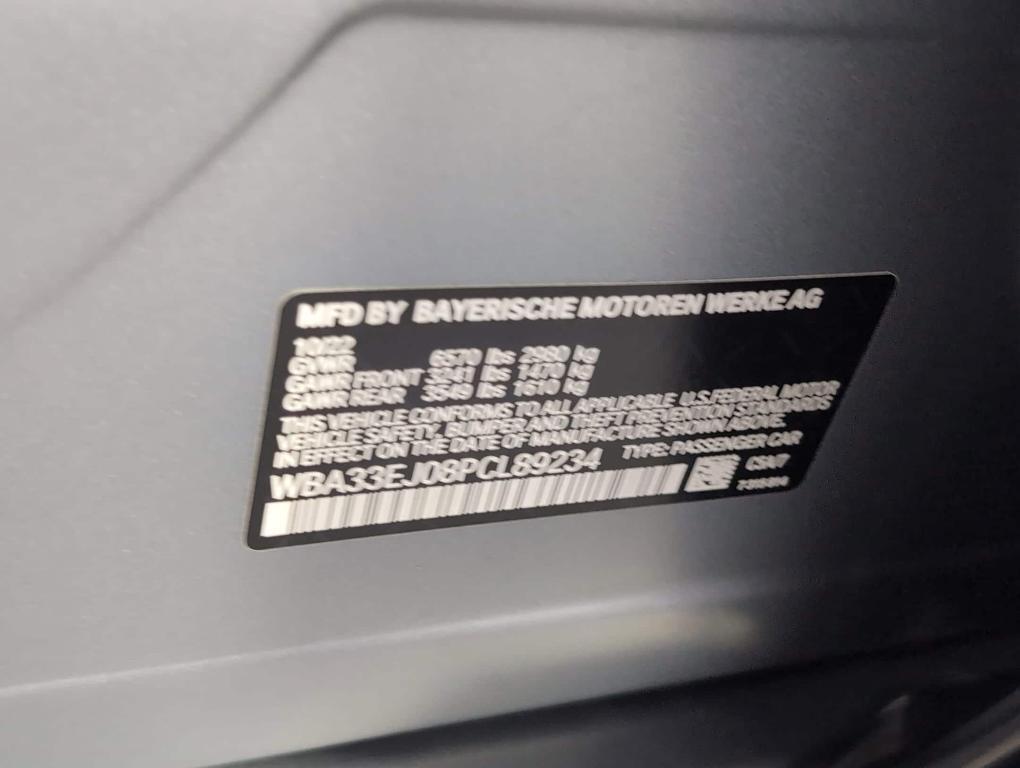 MFD BY BAYERISCHE MOTOREN WERKE AG
10/22
GVWR 6570 lbs 2980 kg
GAWR FRONT 3241 lbs 1470 kg
GAWR REAR 3549 lbs 1610 kg
THIS VEHICLE CONFORMS TO ALL APPLICABLE U.S. FEDERAL MOTOR
VEHICLE SAFETY, BUMPER AND THEFT PREVENTION STANDARDS
IN EFFECT ON THE DATE OF MANUFACTURE SHOWN ABOVE.
WBA33EJ08PCL89234 TYPE: PASSENGER CAR